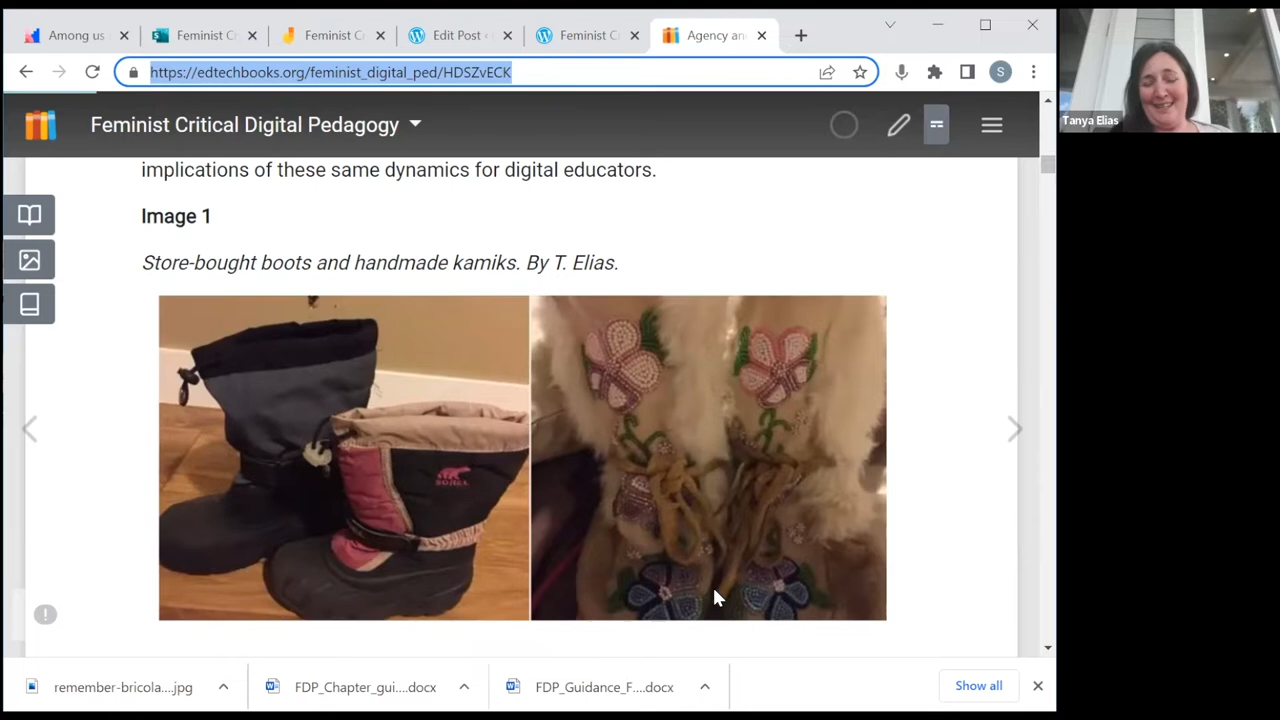 Among us
Feminist C
Feminist C
Edit Post ‹
Feminist C
Agency an
https://edtechbooks.org/feminist_digital_ped/HDSZvECK
S
Tanya Elias
Feminist Critical Digital Pedagogy
implications of these same dynamics for digital educators.
Image 1
Store-bought boots and handmade kamiks. By T. Elias.
SOREL
remember-bricola....jpg
FDP_Chapter_gui....docx
FDP_Guidance_F....docx
Show all